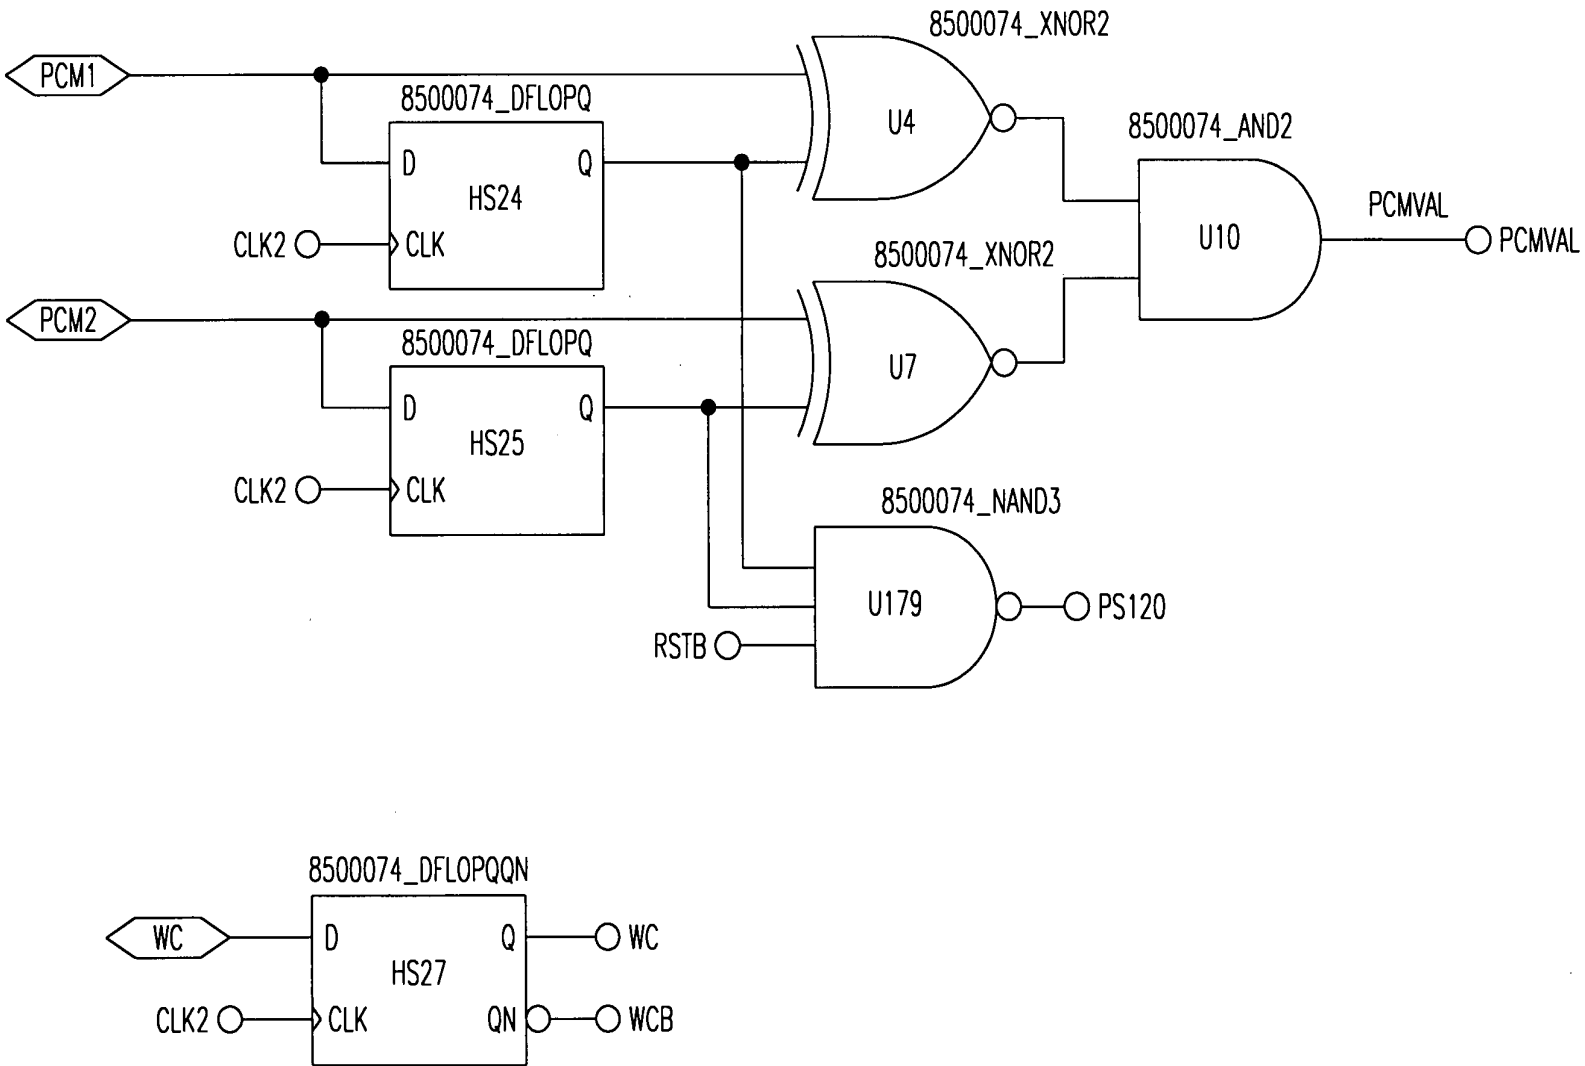 8500074_XNOR2
PCM1
8500074_DFLOPQ
D
Q
HS24
CLK2
CLK
U4
8500074_AND2
U10
PCMVAL
PCMVAL
8500074_XNOR2
PCM2
8500074_DFLOPQ
D
Q
HS25
CLK2
CLK
U7
8500074_NAND3
U179
PS120
RSTB
8500074_DFLOPQQN
WC
D
Q
WC
HS27
CLK2
CLK
QN
WCB